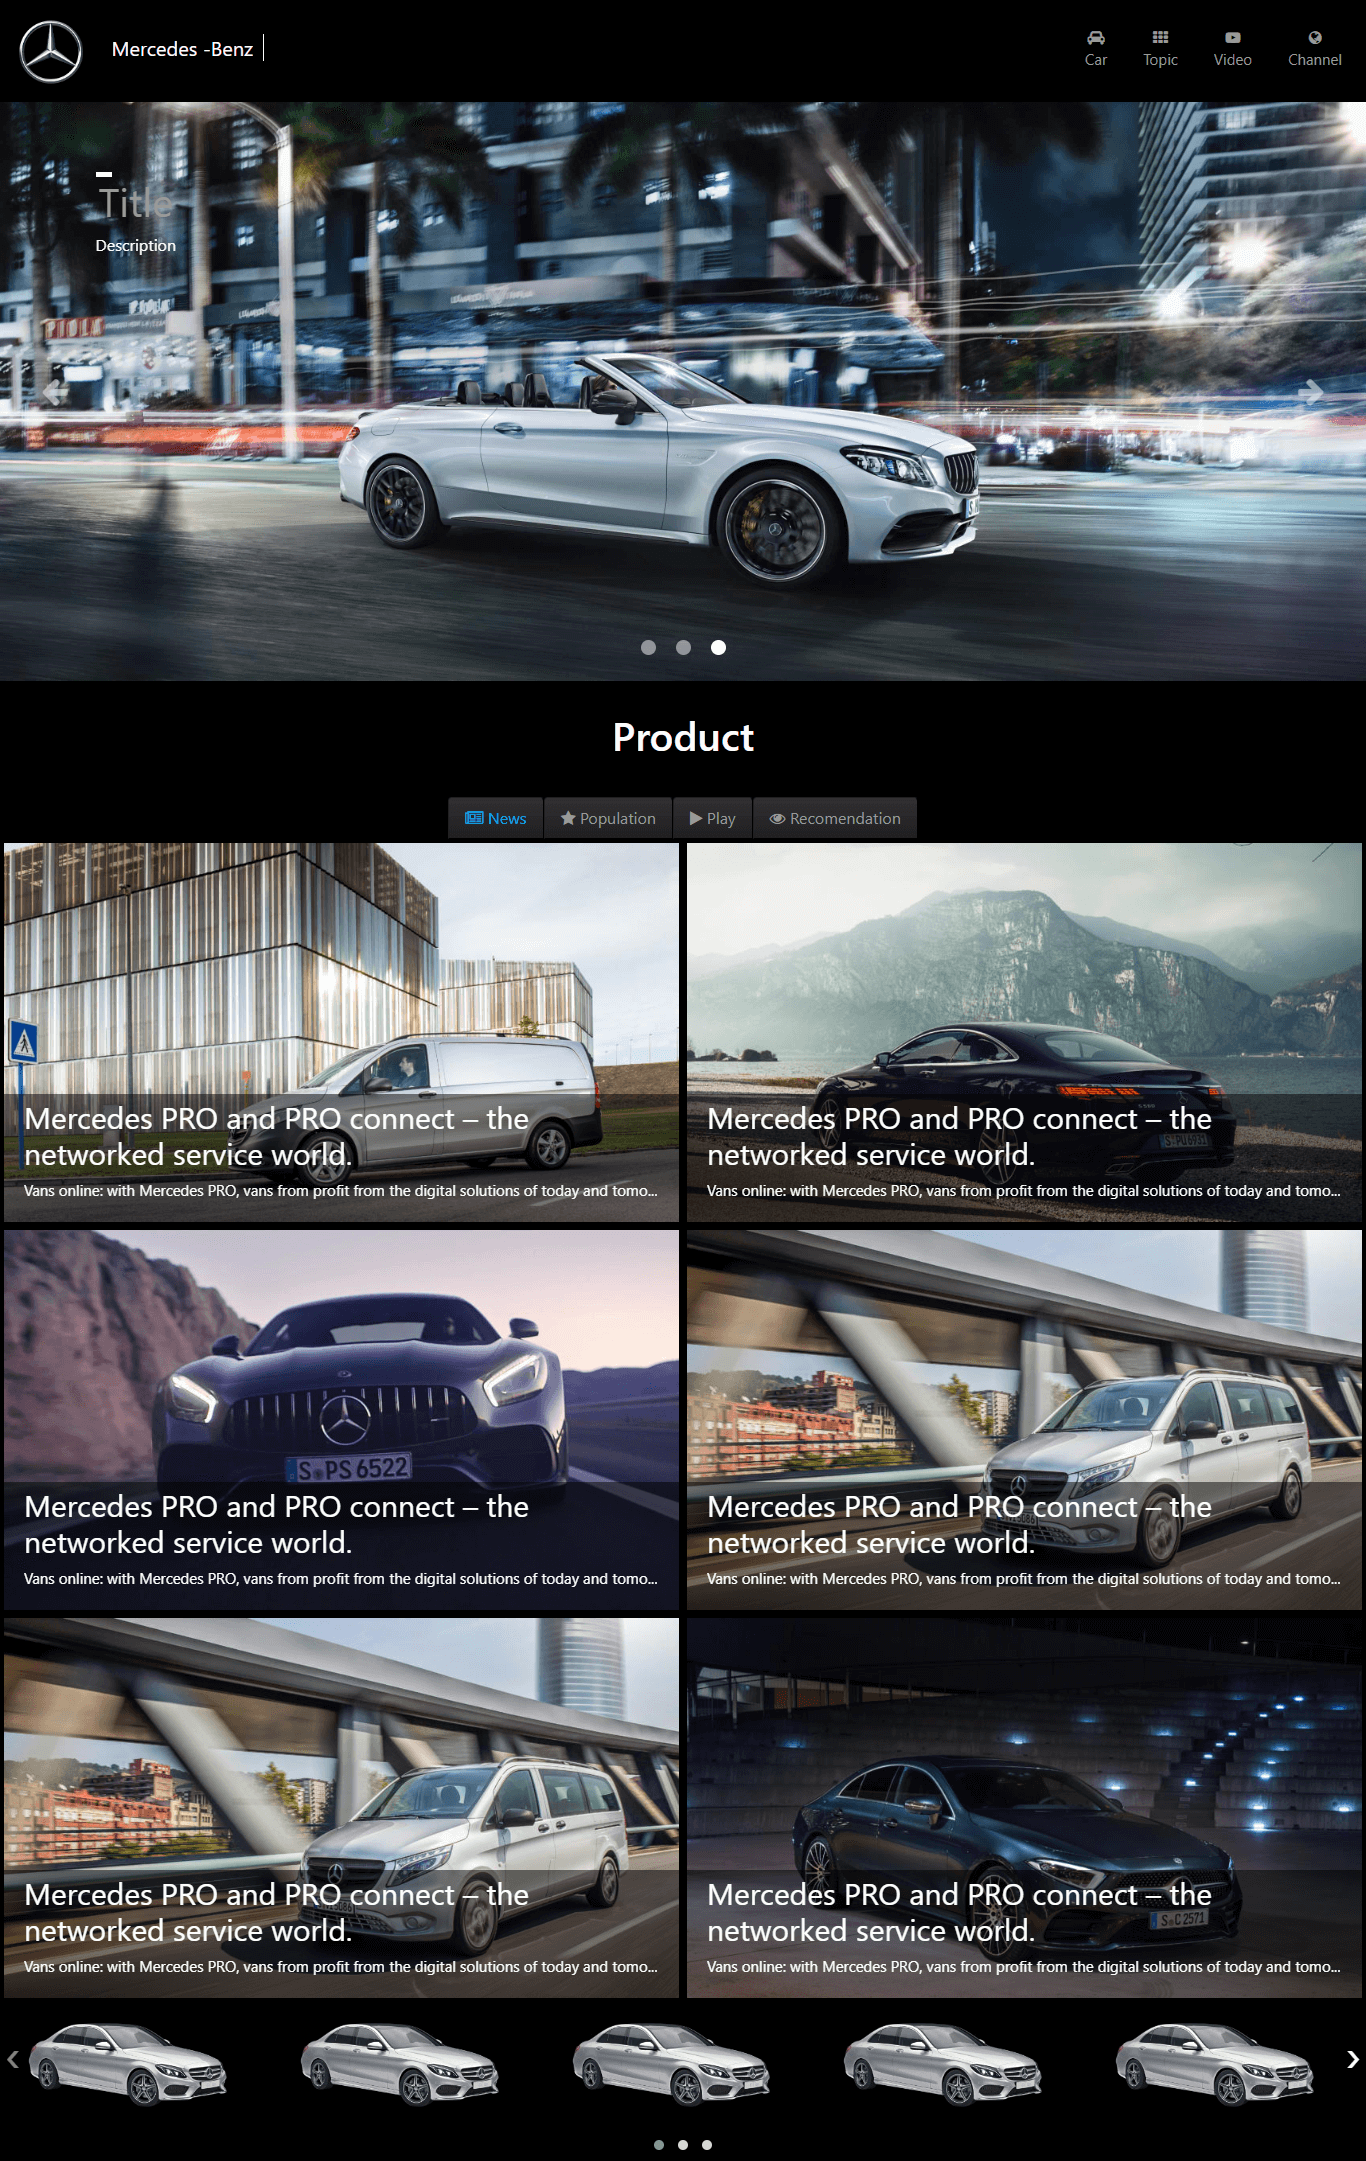 Mercedes -Benz
Car
Topic
Video
Channel
Title
Description
Product
News
Population
Play
Recomendation
Mercedes PRO and PRO connect – the
networked service world.
Vans online: with Mercedes PRO, vans from profit from the digital solutions of today and tomo...
Mercedes PRO and PRO connect – the
networked service world.
Vans online: with Mercedes PRO, vans from profit from the digital solutions of today and tomo...
S PS 6522
Mercedes PRO and PRO connect – the
networked service world.
Vans online: with Mercedes PRO, vans from profit from the digital solutions of today and tomo...
Mercedes PRO and PRO connect – the
networked service world.
Vans online: with Mercedes PRO, vans from profit from the digital solutions of today and tomo...
Mercedes PRO and PRO connect – the
networked service world.
Vans online: with Mercedes PRO, vans from profit from the digital solutions of today and tomo...
Mercedes PRO and PRO connect – the
networked service world.
S C 2571
Vans online: with Mercedes PRO, vans from profit from the digital solutions of today and tomo...